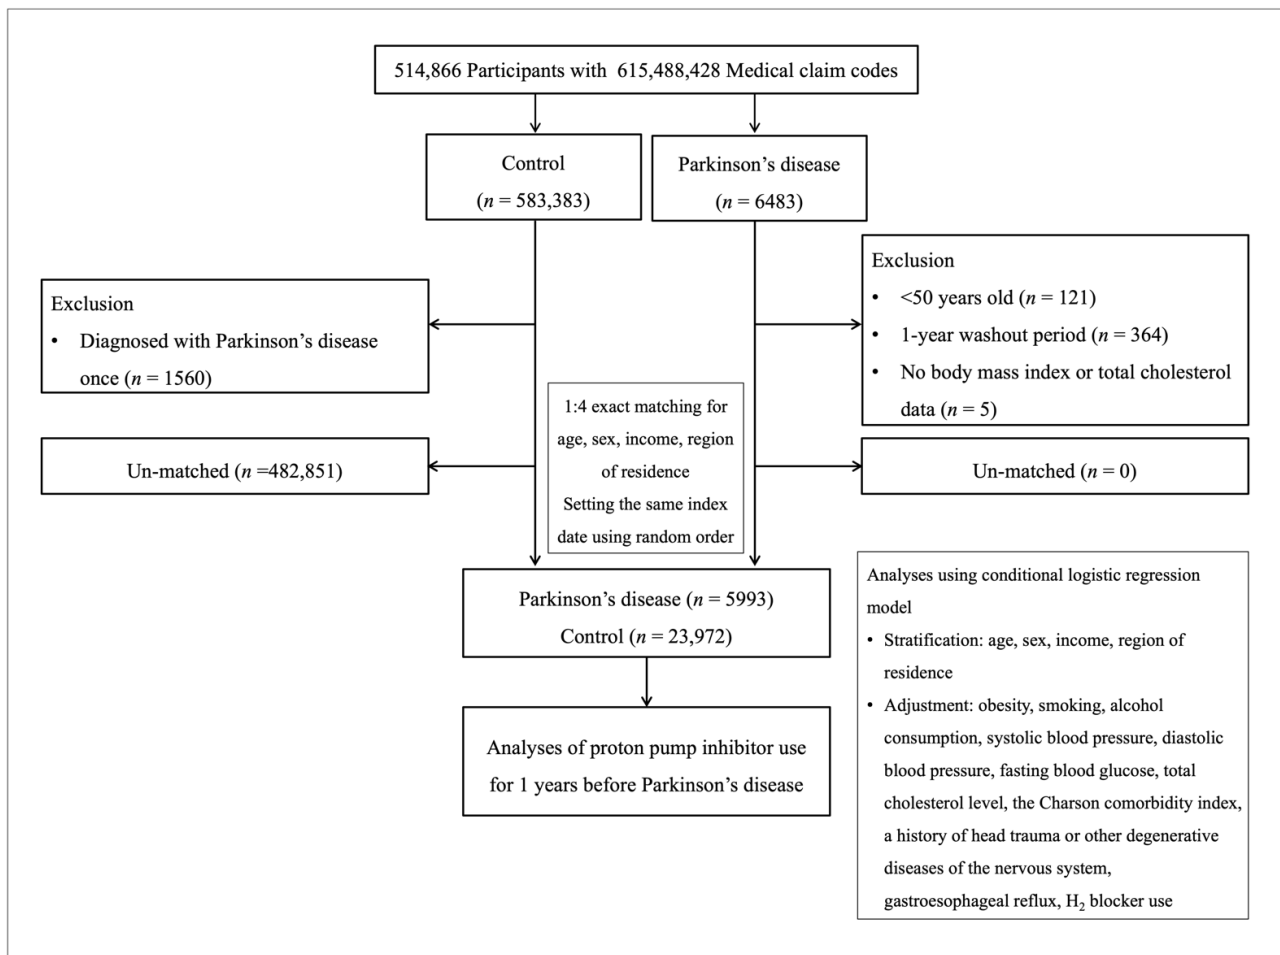 514,866 Participants with 615,488,428 Medical claim codes
Control
(n = 583,383)
Parkinson’s disease
(n = 6483)
Exclusion
• Diagnosed with Parkinson’s disease
once (n = 1560)
Exclusion
• <50 years old (n = 121)
• 1-year washout period (n = 364)
• No body mass index or total cholesterol
data (n = 5)
1:4 exact matching for
age, sex, income, region
of residence
Setting the same index
date using random order
Un-matched (n =482,851)
Un-matched (n = 0)
Parkinson’s disease (n = 5993)
Control (n = 23,972)
Analyses of proton pump inhibitor use
for 1 years before Parkinson’s disease
Analyses using conditional logistic regression
model
• Stratification: age, sex, income, region of
residence
• Adjustment: obesity, smoking, alcohol
consumption, systolic blood pressure, diastolic
blood pressure, fasting blood glucose, total
cholesterol level, the Charson comorbidity index,
a history of head trauma or other degenerative
diseases of the nervous system,
gastroesophageal reflux, H₂ blocker use